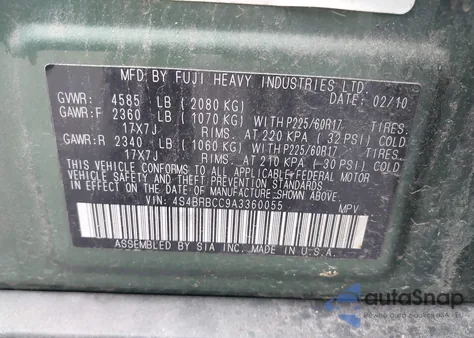 MFD BY FUJI HEAVY INDUSTRIES LTD.
DATE 02/10
GVWR: 4585 LB (2080 KG)
GAWR:F 2360 LB (1070 KG) WITH P225/60R17
17X7J RIMS. AT 220 KPA (32 PSI) COLD
GAWR:R 2340 LB (1060 KG) WITH P225/60R17
17X7J RIMS. AT 210 KPA (30 PSI) COLD
THIS VEHICLE CONFORMS TO ALL APPLICABLE FEDERAL MOTOR
VEHICLE SAFETY AND THEFT PREVENTION STANDARDS
IN EFFECT ON THE DATE OF MANUFACTURE SHOWN ABOVE.
VIN: 4S4BRBCC9A3360055 MPV
ASSEMBLED BY SIA INC. MADE IN U.S.A.
autoSnap